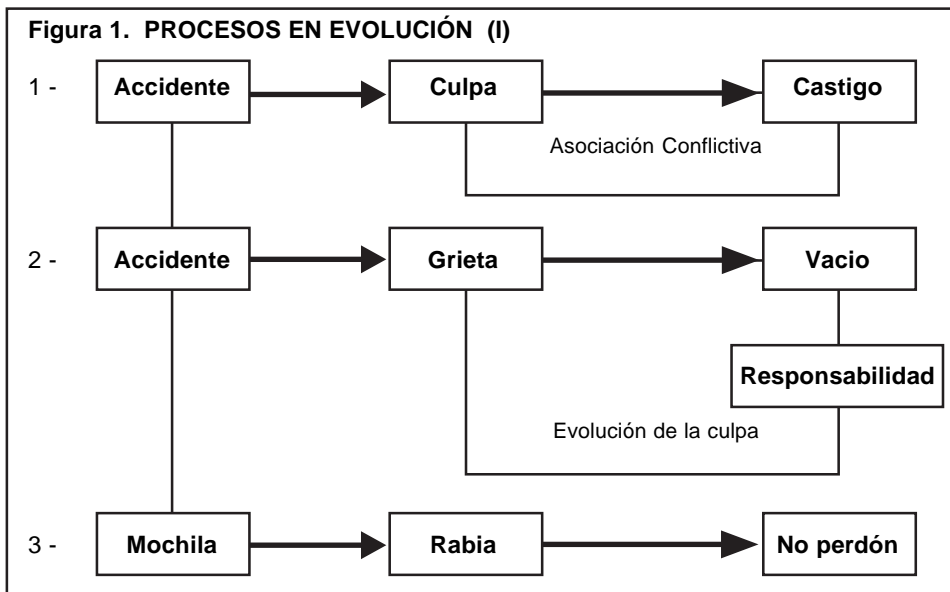 Figura 1. PROCESOS EN EVOLUCIÓN (I)
1 - Accidente Culpa Castigo
Asociación Conflictiva
2 - Accidente Grieta Vacio
Responsabilidad
Evolución de la culpa
3 - Mochila Rabia No perdón